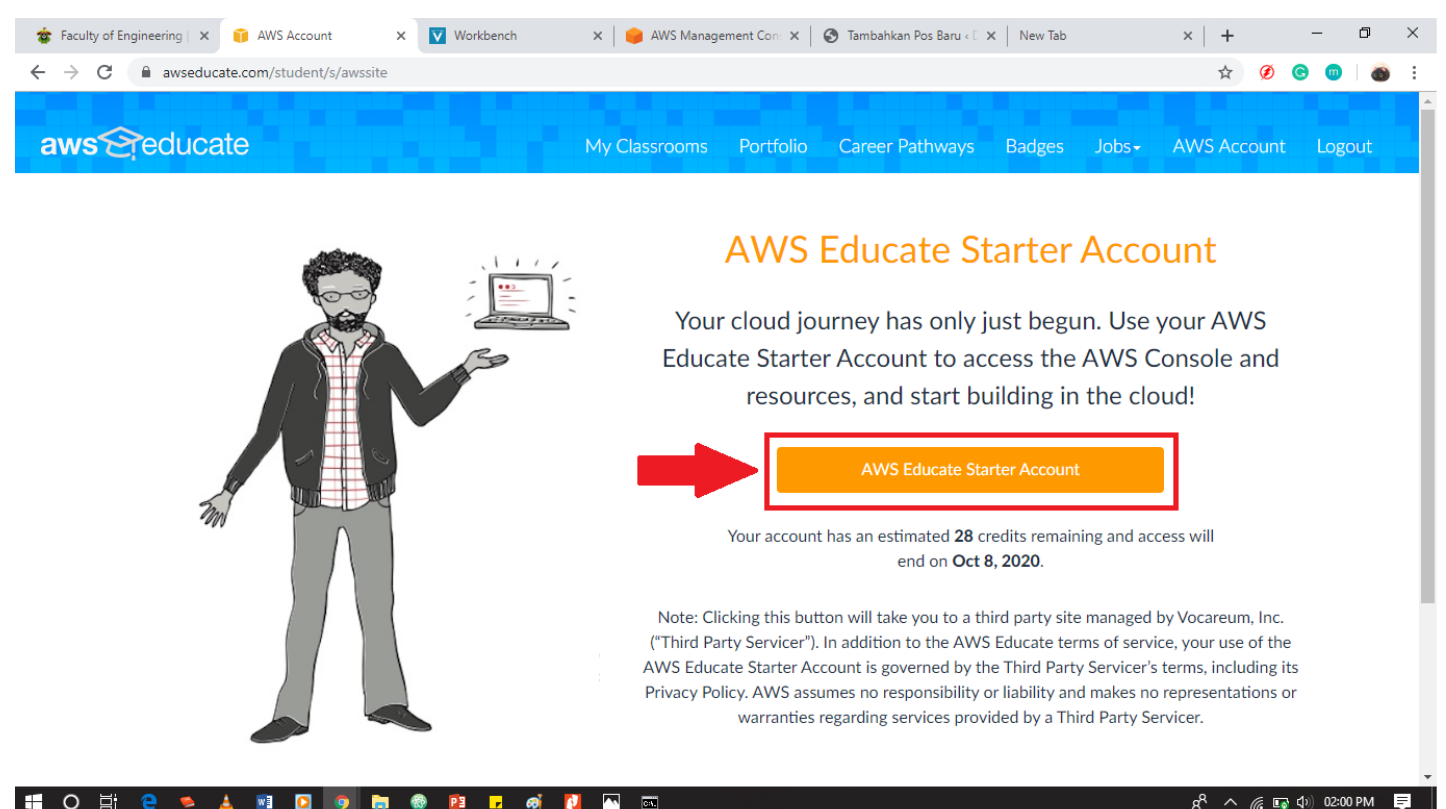 Faculty of Engineering |
AWS Account
Workbench
AWS Management Con
Tambahkan Pos Baru ‹ D
New Tab
awseducate.com/student/s/awssite
aws educate
My Classrooms
Portfolio
Career Pathways
Badges
Jobs
AWS Account
Logout
AWS Educate Starter Account
Your cloud journey has only just begun. Use your AWS
Educate Starter Account to access the AWS Console and
resources, and start building in the cloud!
AWS Educate Starter Account
Your account has an estimated 28 credits remaining and access will
end on Oct 8, 2020.
Note: Clicking this button will take you to a third party site managed by Vocareum, Inc.
(“Third Party Servicer”). In addition to the AWS Educate terms of service, your use of the
AWS Educate Starter Account is governed by the Third Party Servicer’s terms, including its
Privacy Policy. AWS assumes no responsibility or liability and makes no representations or
warranties regarding services provided by a Third Party Servicer.
02:00 PM